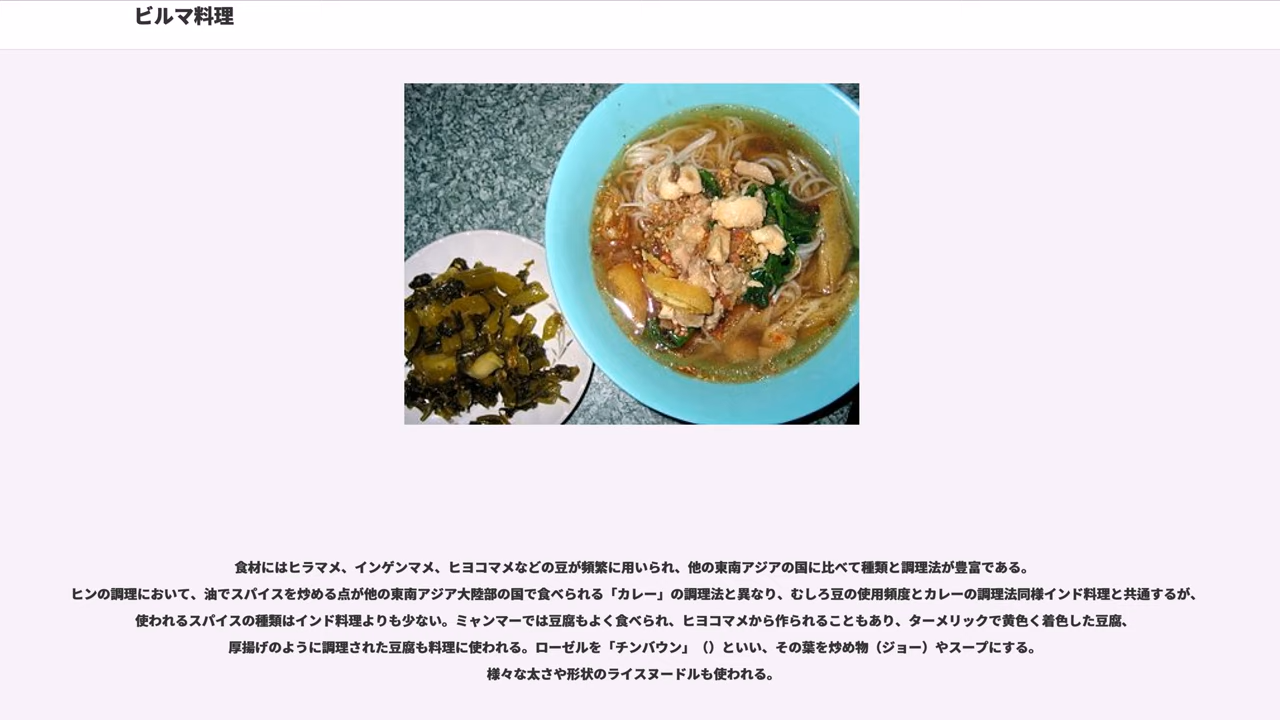 ビルマ料理
食材にはヒラマメ、インゲンマメ、ヒヨコマメなどの豆が頻繁に用いられ、他の東南アジアの国に比べて種類と調理法が豊富である。
ヒンの調理において、油でスパイスを炒める点が他の東南アジア大陸部の国で食べられる「カレー」の調理法と異なり、むしろ豆の使用頻度とカレーの調理法同様インド料理と共通するが、
使われるスパイスの種類はインド料理よりも少ない。ミャンマーでは豆腐もよく食べられ、ヒヨコマメから作られることもあり、ターメリックで黄色く着色した豆腐、
厚揚げのように調理された豆腐も料理に使われる。ローゼルを「チンバウン」（）といい、その葉を炒め物（ジョー）やスープにする。
様々な太さや形状のライスヌードルも使われる。